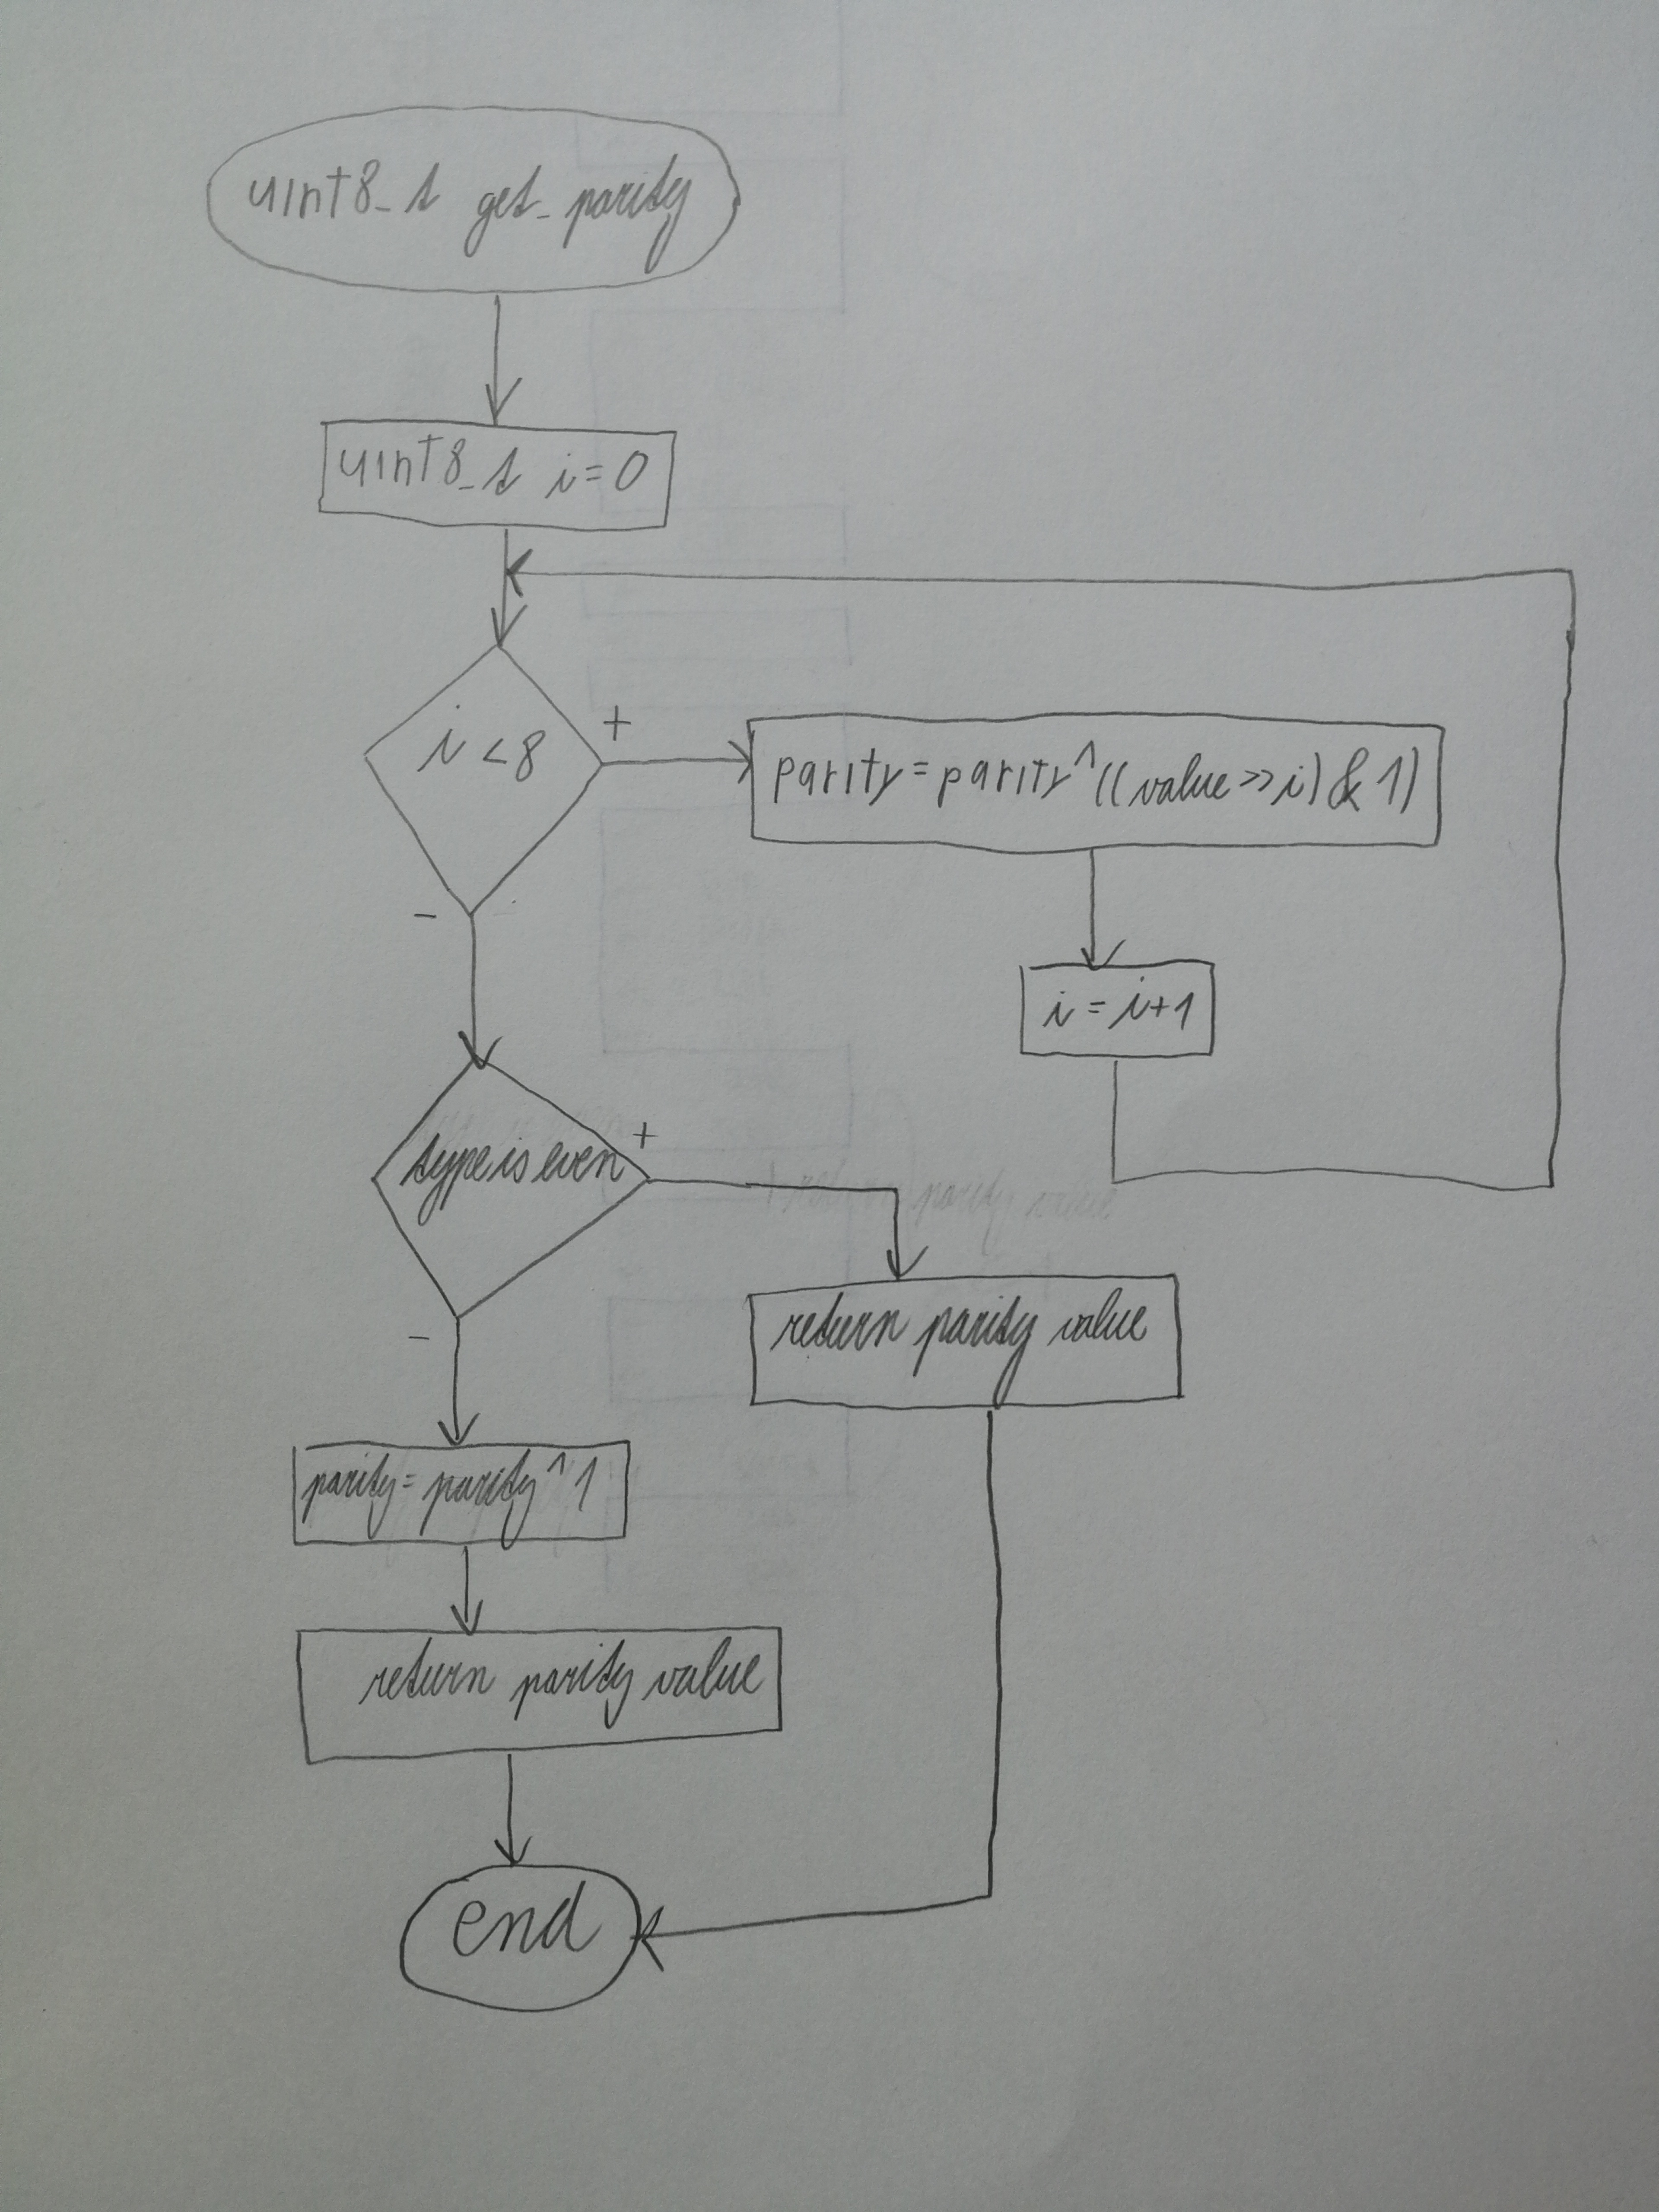 uint8_t get_parity
uint8_t i=0
i<8
+
parity=parity^((value>>i)&1)
-
i=i+1
type is even
+
return parity value
-
parity=parity^1
return parity value
end